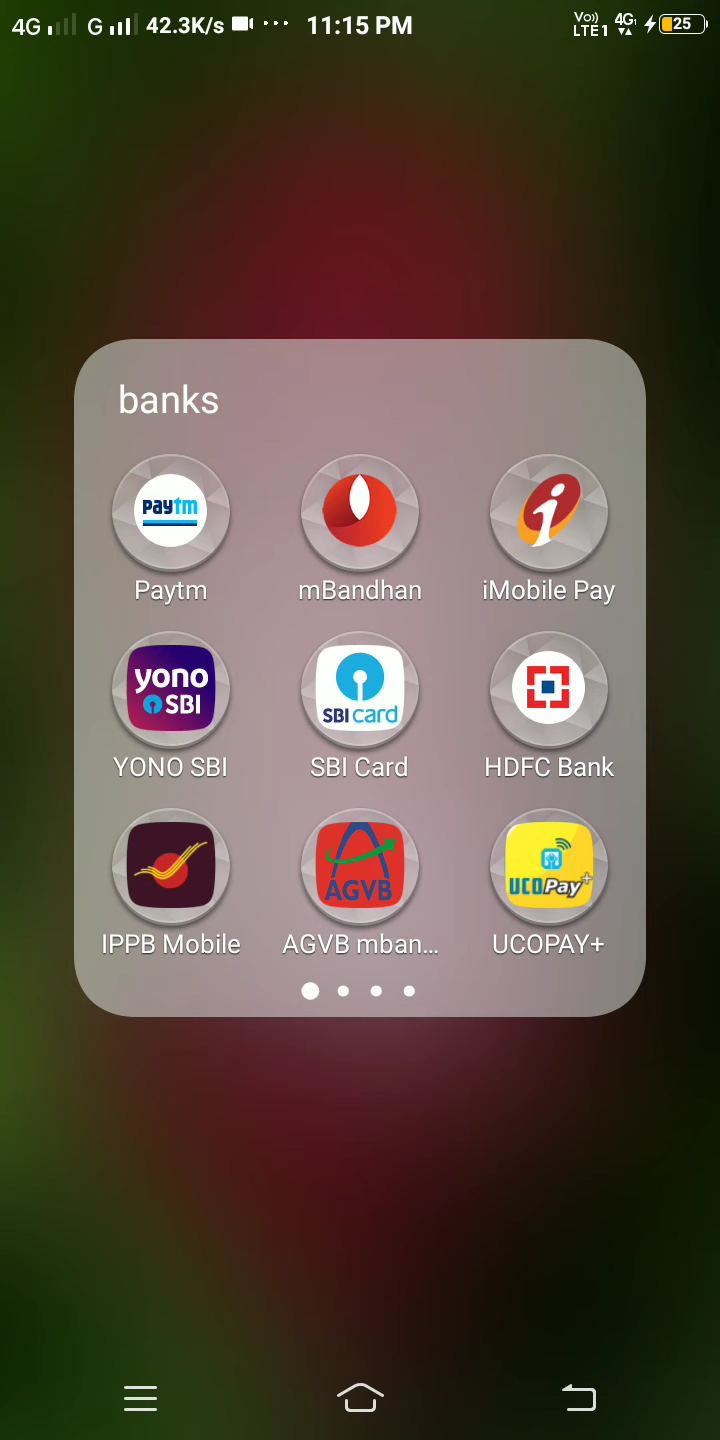 4G G 42.3K/s ... 11:15 PM Vo)) LTE1 4G 25
banks
Paytm mBandhan i
Paytm mBandhan iMobile Pay
yono SBI SBI card
YONO SBI SBI Card HDFC Bank
AGVB UCOPay+
IPPB Mobile AGVB mban... UCOPAY+